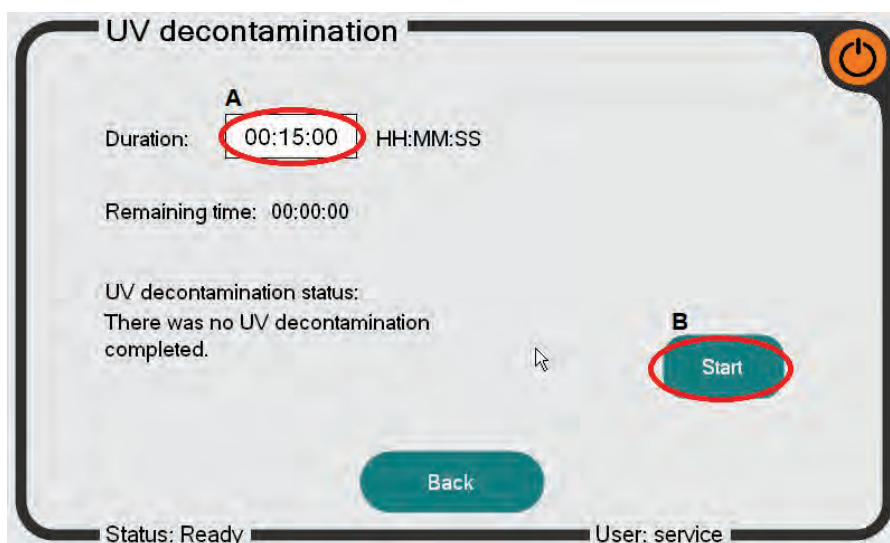 UV decontamination
A
Duration: 00:15:00 HH:MM:SS
Remaining time: 00:00:00
UV decontamination status:
There was no UV decontamination
completed.
B
Start
Back
Status: Ready
User: service